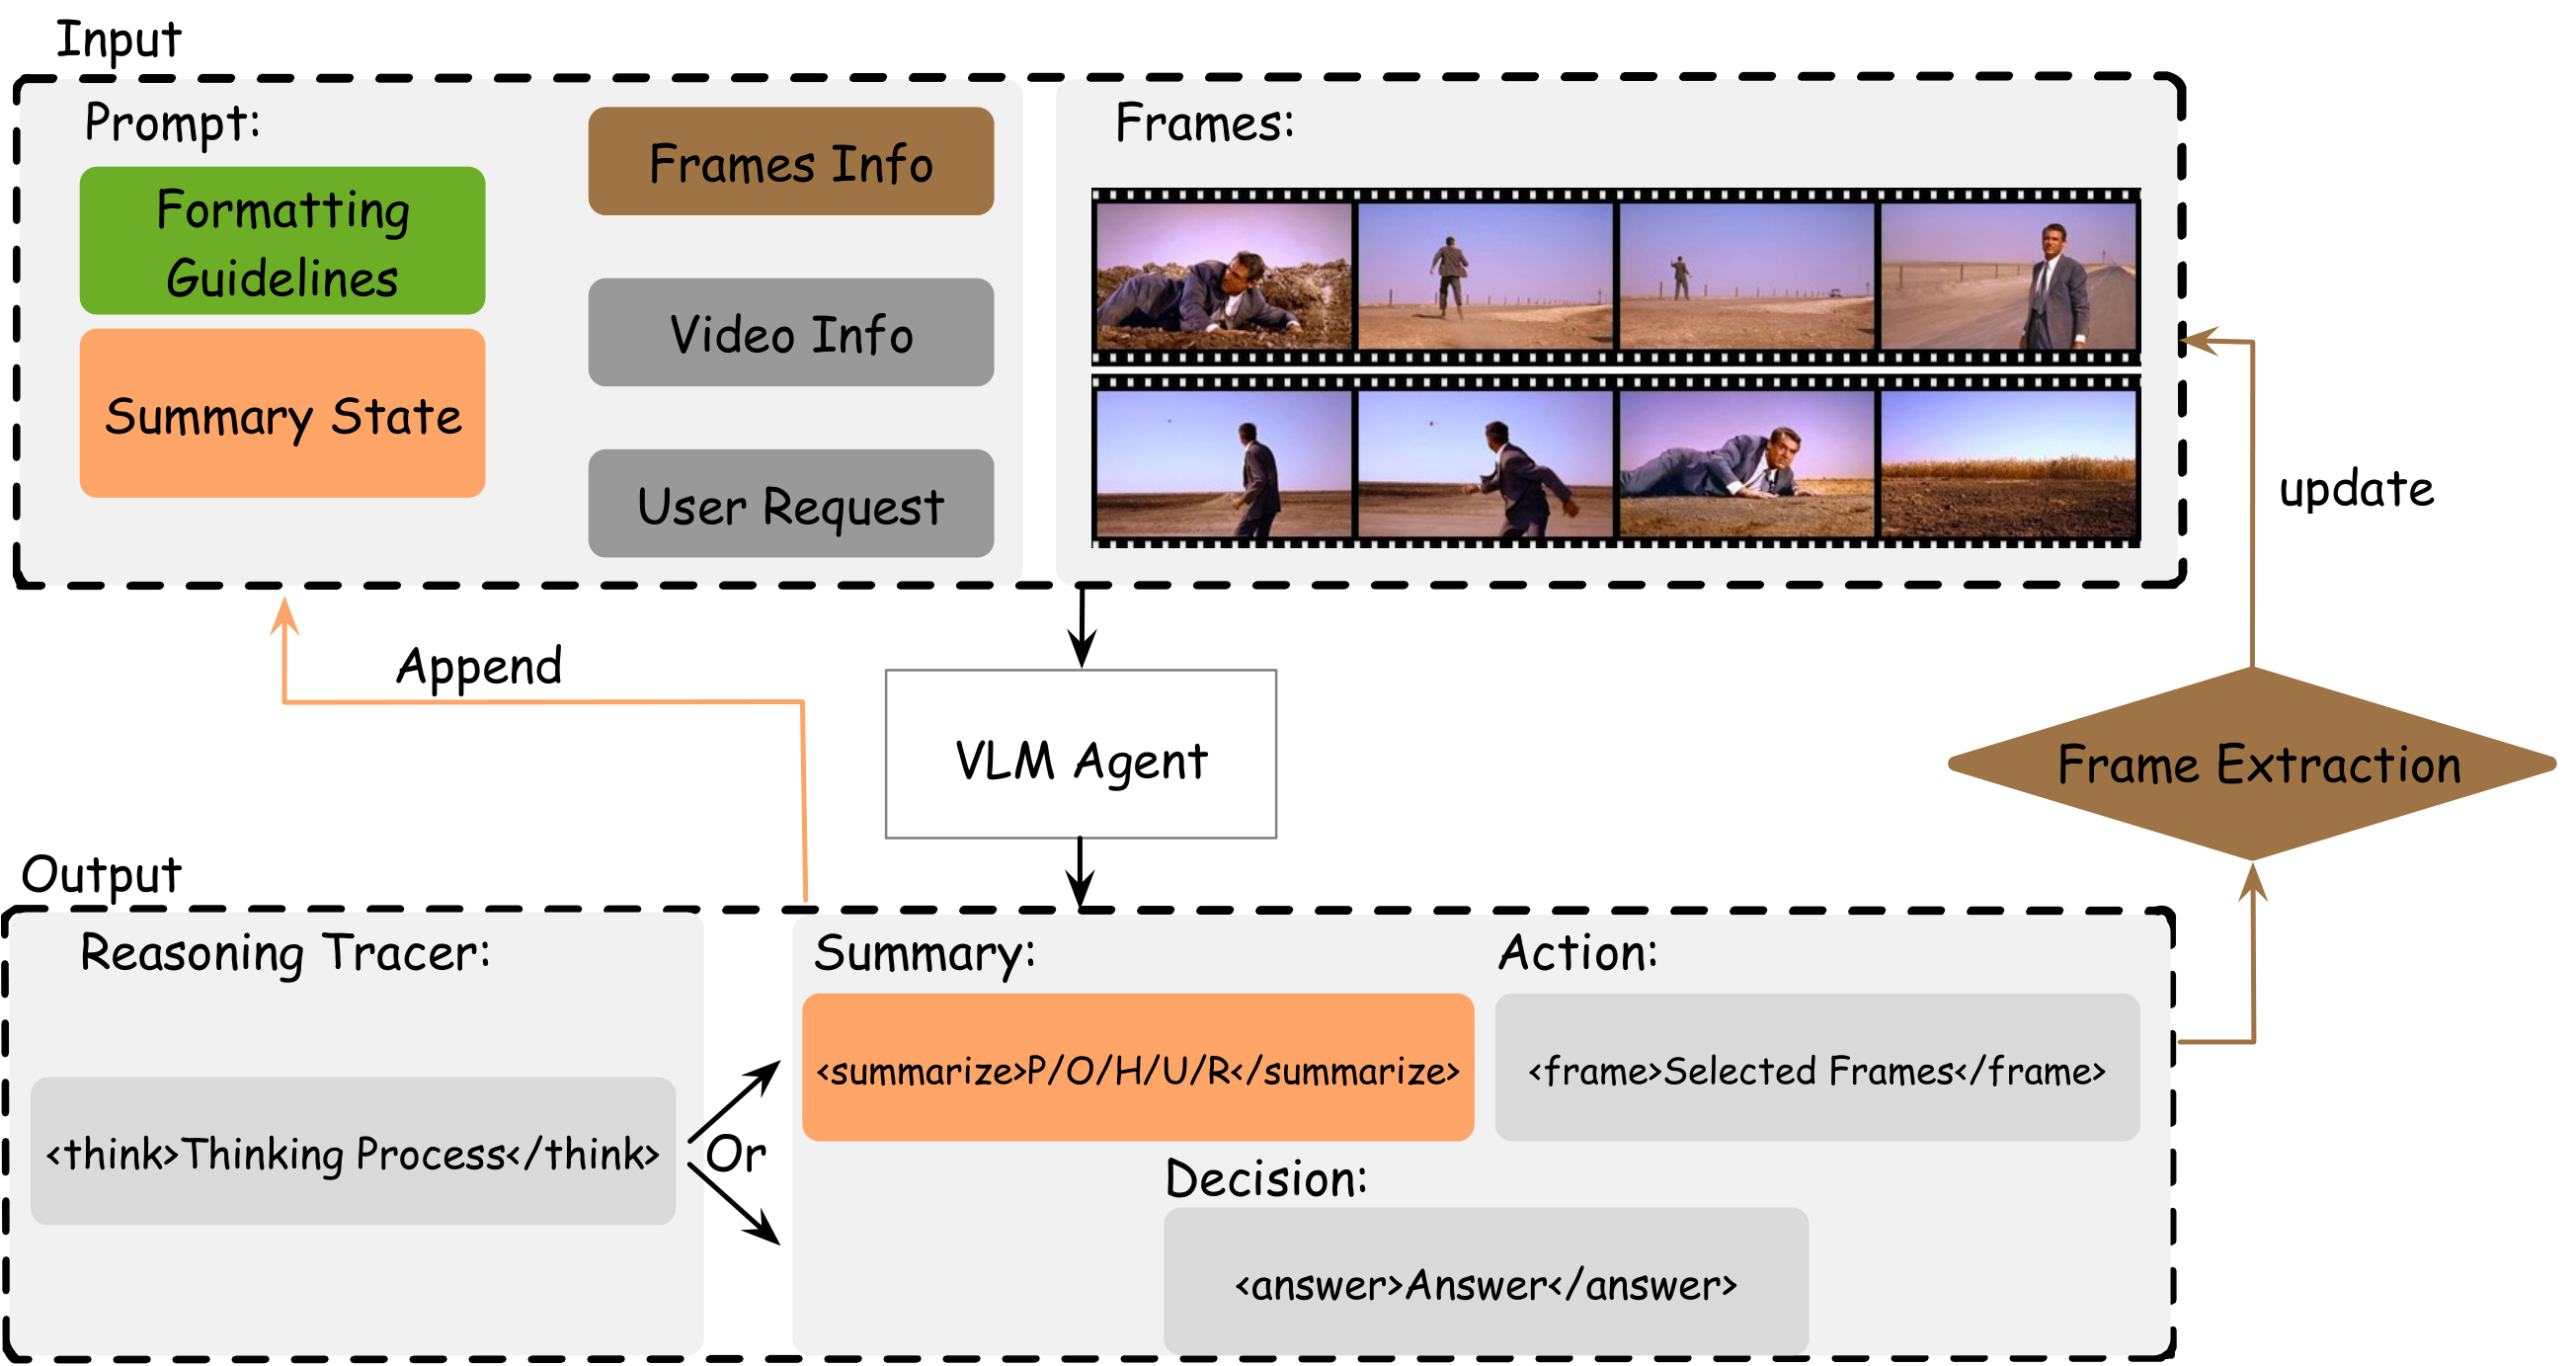 Input
Prompt:
Formatting
Guidelines
Summary State
Frames Info
Video Info
User Request
Frames:
update
Append
VLM Agent
Frame Extraction
Output
Reasoning Tracer:
<think>Thinking Process</think>
Or
Summary:
<summarize>P/O/H/U/R</summarize>
Action:
<frame>Selected Frames</frame>
Decision:
<answer>Answer</answer>